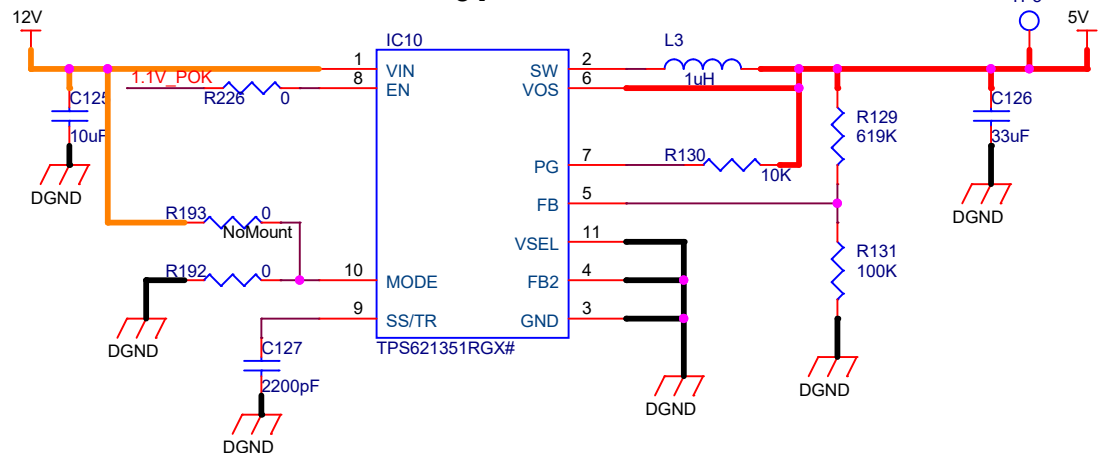 12V
5V
IC10
L3
1uH
1
VIN
SW
2
1.1V_POK
8
EN
VOS
6
R226
0
C125
10uF
C126
33uF
R129
619K
DGND
PG
7
R130
10K
DGND
FB
5
R193
0
NoMount
VSEL
11
R131
100K
R192
0
10
MODE
FB2
4
9
SS/TR
GND
3
DGND
TPS621351RGX#
C127
2200pF
DGND
DGND
DGND